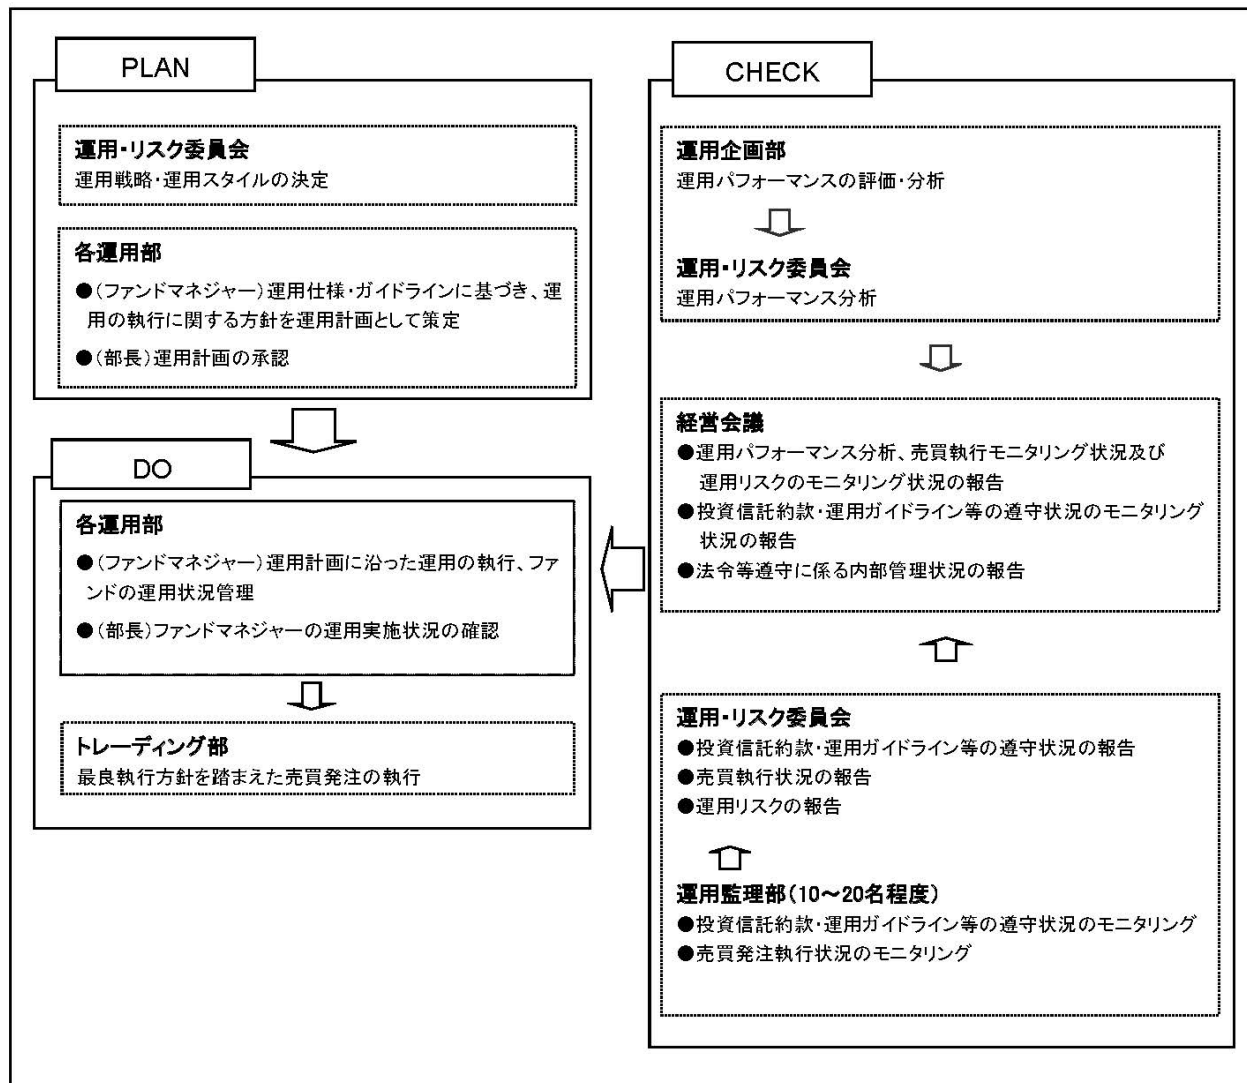 PLAN
運用・リスク委員会
運用戦略・運用スタイルの決定
各運用部
●(ファンドマネジャー)運用仕様・ガイドラインに基づき、運
用の執行に関する方針を運用計画として策定
●(部長)運用計画の承認
DO
各運用部
●(ファンドマネジャー)運用計画に沿った運用の執行、ファ
ンドの運用状況管理
●(部長)ファンドマネジャーの運用実施状況の確認
トレーディング部
最良執行方針を踏まえた売買発注の執行
CHECK
運用企画部
運用パフォーマンスの評価・分析
運用・リスク委員会
運用パフォーマンス分析
経営会議
●運用パフォーマンス分析、売買執行モニタリング状況及び
運用リスクのモニタリング状況の報告
●投資信託約款・運用ガイドライン等の遵守状況のモニタリング
状況の報告
●法令等遵守に係る内部管理状況の報告
運用・リスク委員会
●投資信託約款・運用ガイドライン等の遵守状況の報告
●売買執行状況の報告
●運用リスクの報告
運用監理部(10~20名程度)
●投資信託約款・運用ガイドライン等の遵守状況のモニタリング
●売買発注執行状況のモニタリング